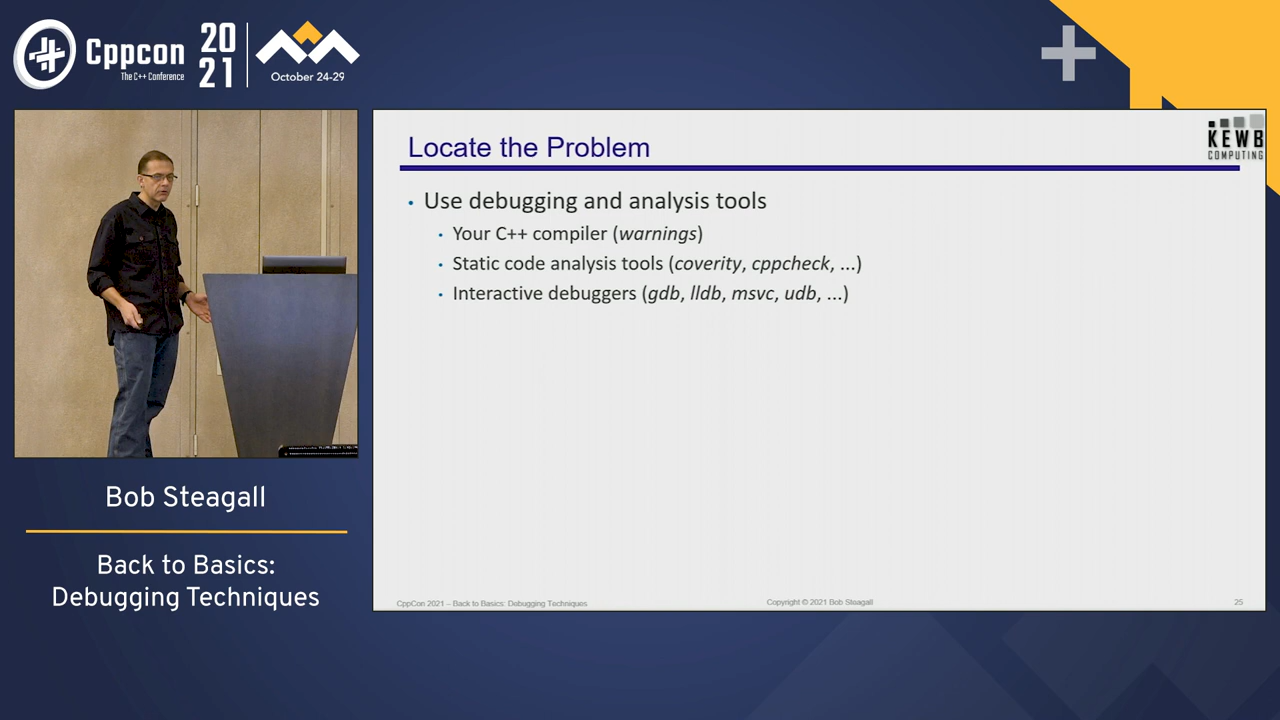 Cppcon
The C++ Conference
20
21
October 24-29
Locate the Problem
KEWB
COMPUTING
• Use debugging and analysis tools
• Your C++ compiler (warnings)
• Static code analysis tools (coverity, cppcheck, ...)
• Interactive debuggers (gdb, lldb, msvc, udb, ...)
CppCon 2021 – Back to Basics: Debugging Techniques
Copyright © 2021 Bob Steagall
25
Bob Steagall
Back to Basics:
Debugging Techniques